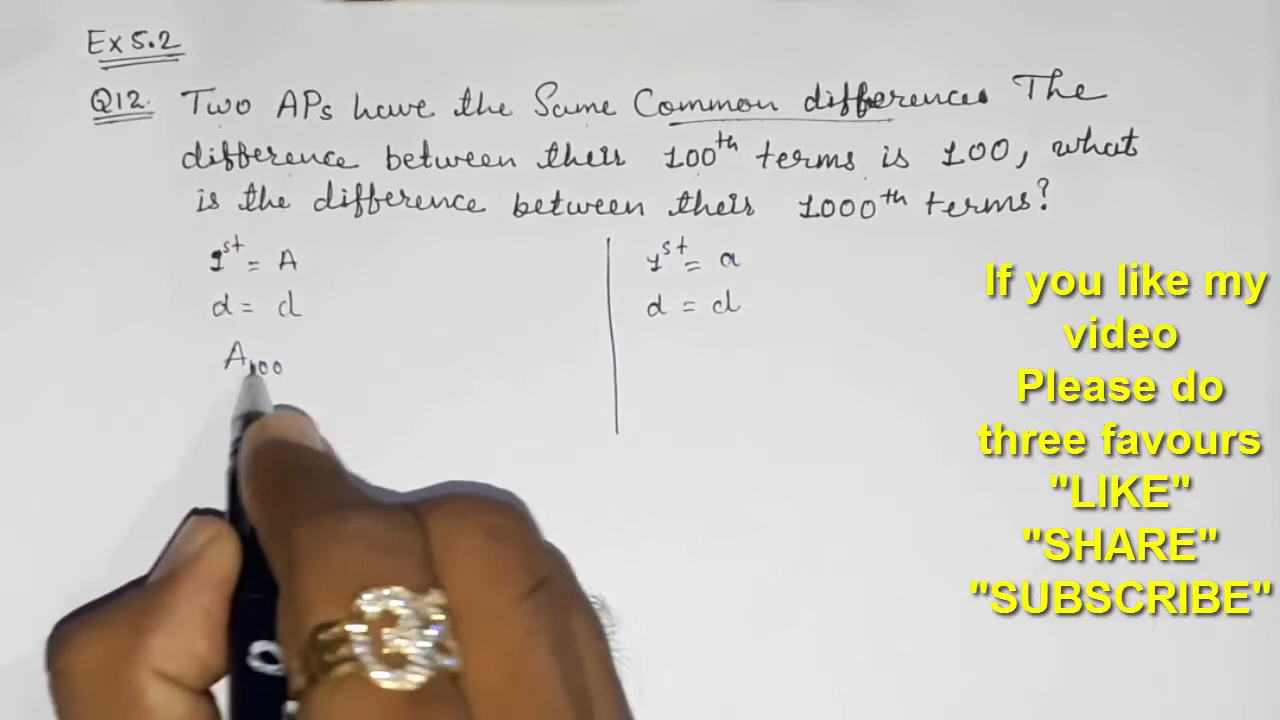 Ex 5.2
Q12. Two APs have the Same Common difference. The
difference between their 100th terms is 100, what
is the difference between their 1000th terms?
1st = A
d = d
A100
1st = a
d = d
If you like my
video
Please do
three favours
"LIKE"
"SHARE"
"SUBSCRIBE"